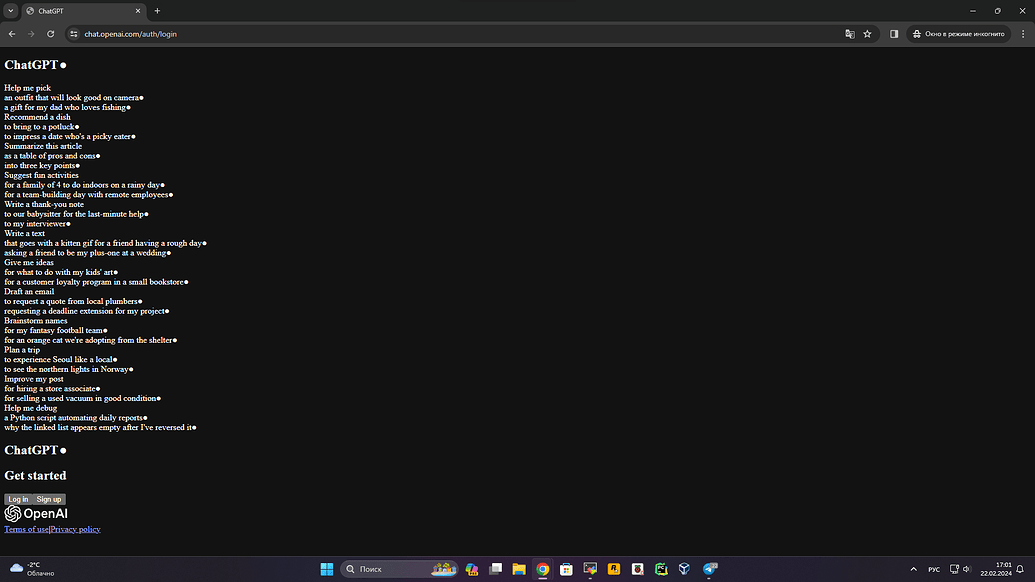 ChatGPT
chat.openai.com/auth/login
Окно в режиме инкогнито
ChatGPT●
Help me pick
an outfit that will look good on camera●
a gift for my dad who loves fishing●
Recommend a dish
to bring to a potluck●
to impress a date who's a picky eater●
Summarize this article
as a table of pros and cons●
into three key points●
Suggest fun activities
for a family of 4 to do indoors on a rainy day●
for a team-building day with remote employees●
Write a thank-you note
to our babysitter for the last-minute help●
to my interviewer●
Write a text
that goes with a kitten gif for a friend having a rough day●
asking a friend to be my plus-one at a wedding●
Give me ideas
for what to do with my kids' art●
for a customer loyalty program in a small bookstore●
Draft an email
to request a quote from local plumbers●
requesting a deadline extension for my project●
Brainstorm names
for my fantasy football team●
for an orange cat we're adopting from the shelter●
Plan a trip
to experience Seoul like a local●
to see the northern lights in Norway●
Improve my post
for hiring a store associate●
for selling a used vacuum in good condition●
Help me debug
a Python script automating daily reports●
why the linked list appears empty after I've reversed it●
ChatGPT●
Get started
Log in Sign up
OpenAI
Terms of use|Privacy policy
-2°C
Облачно
Поиск
РУС
17:01
22.02.2024